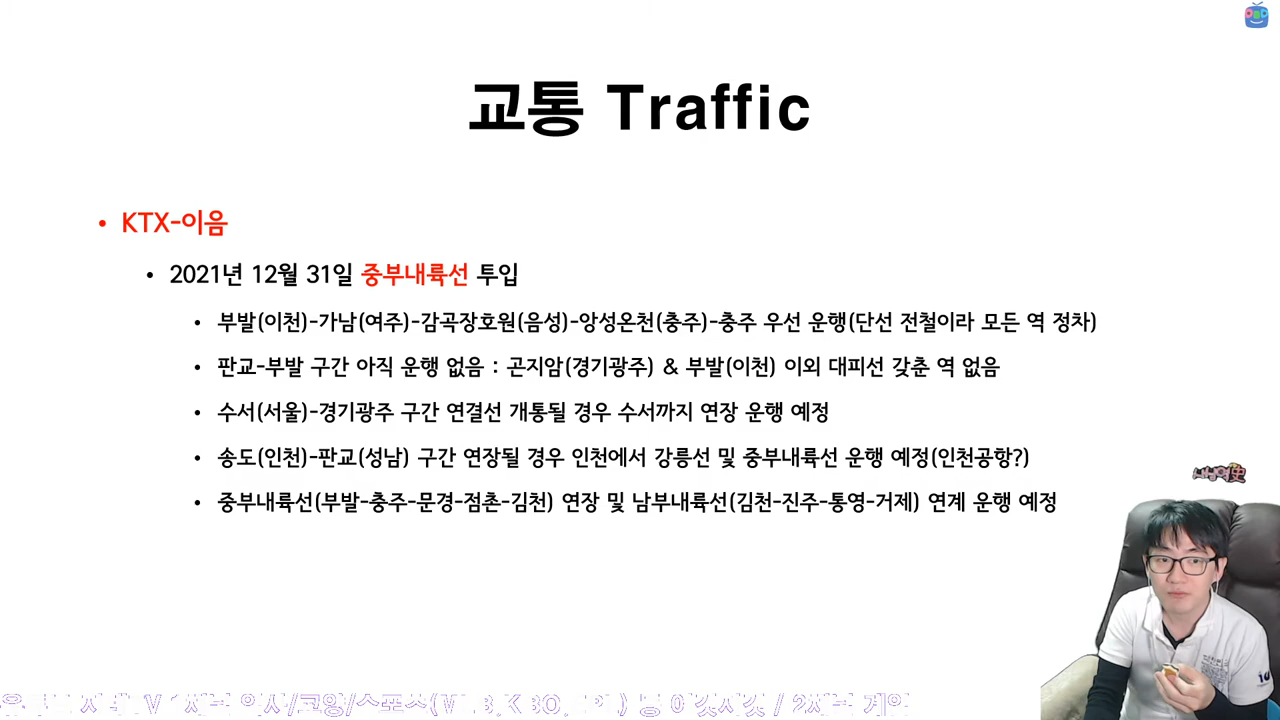 교통 Traffic
• KTX-이음
• 2021년 12월 31일 중부내륙선 투입
• 부발(이천)-가남(여주)-감곡장호원(음성)-앙성온천(충주)-충주 우선 운행(단선 전철이라 모든 역 정차)
• 판교-부발 구간 아직 운행 없음 : 곤지암(경기광주) & 부발(이천) 이외 대피선 갖춘 역 없음
• 수서(서울)-경기광주 구간 연결선 개통될 경우 수서까지 연장 운행 예정
• 송도(인천)-판교(성남) 구간 연장될 경우 인천에서 강릉선 및 중부내륙선 운행 예정(인천공항?)
• 중부내륙선(부발-충주-문경-점촌-김천) 연장 및 남부내륙선(김천-진주-통영-거제) 연계 운행 예정